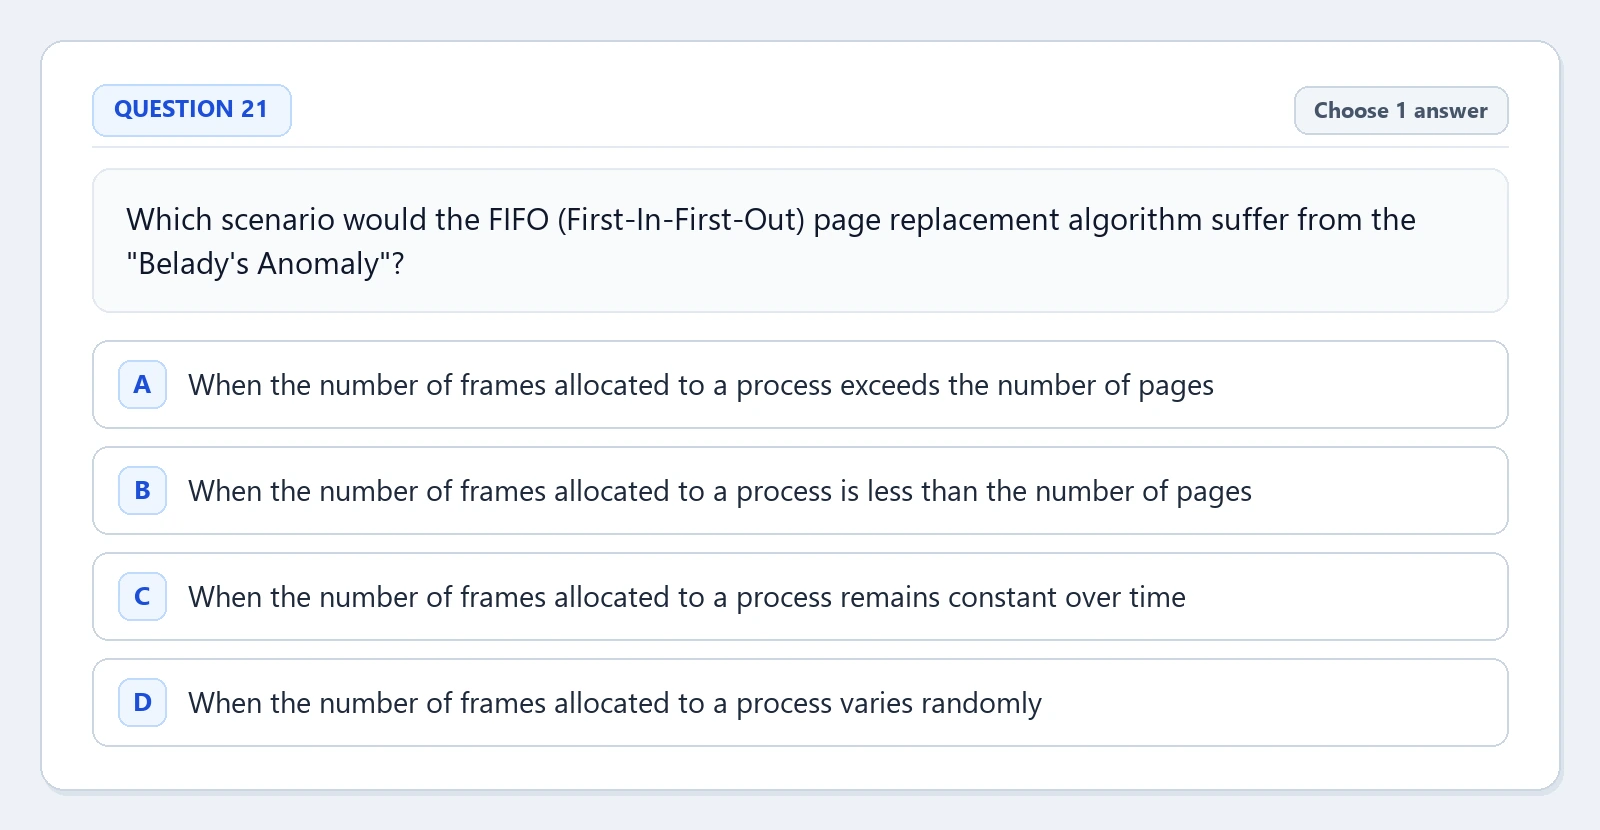 QUESTION 21
Choose 1 answer
Which scenario would the FIFO (First-In-First-Out) page replacement algorithm suffer from the
"Belady's Anomaly"?
A When the number of frames allocated to a process exceeds the number of pages
B When the number of frames allocated to a process is less than the number of pages
C When the number of frames allocated to a process remains constant over time
D When the number of frames allocated to a process varies randomly